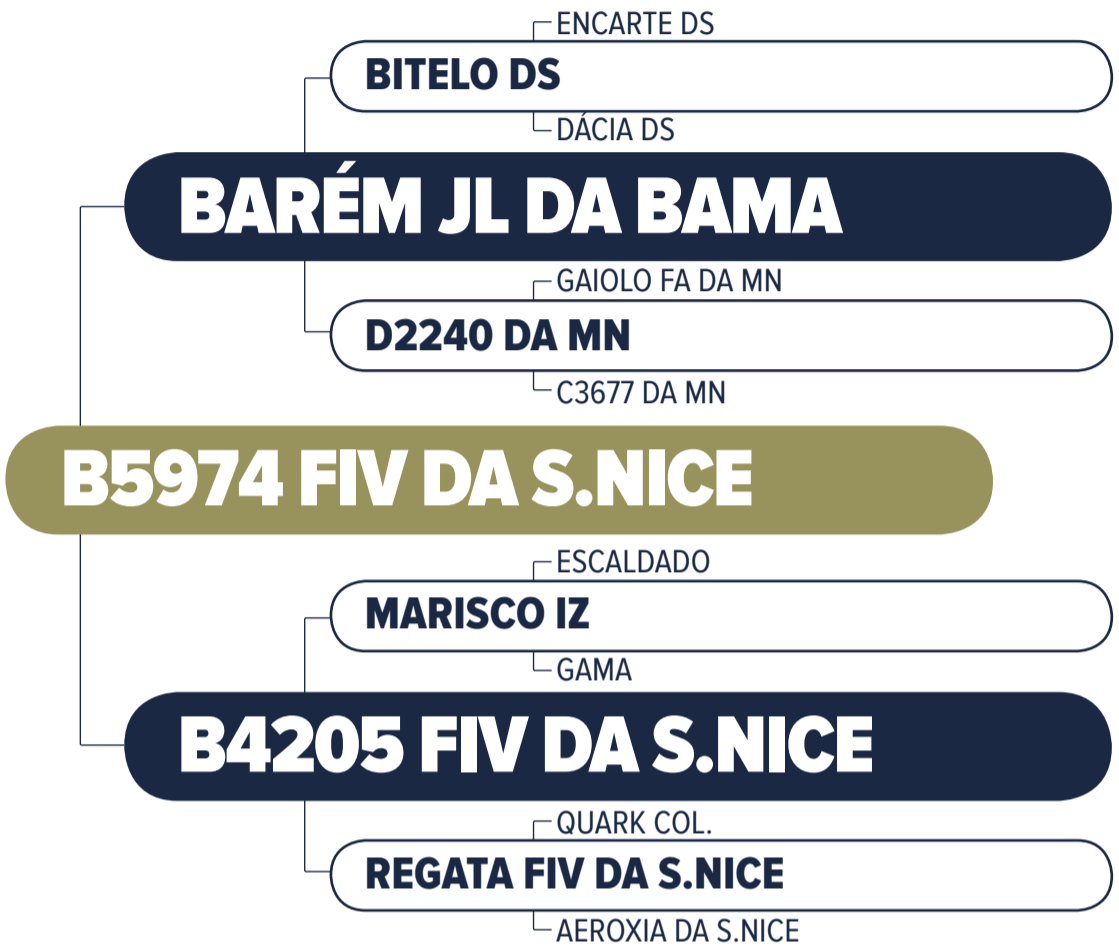 ENCARTE DS
BITELO DS
DÁCIA DS
BARÉM JL DA BAMA
GAIOLO FA DA MN
D2240 DA MN
C3677 DA MN
B5974 FIV DA S.NICE
ESCALDADO
MARISCO IZ
GAMA
B4205 FIV DA S.NICE
QUARK COL.
REGATA FIV DA S.NICE
AEROXIA DA S.NICE